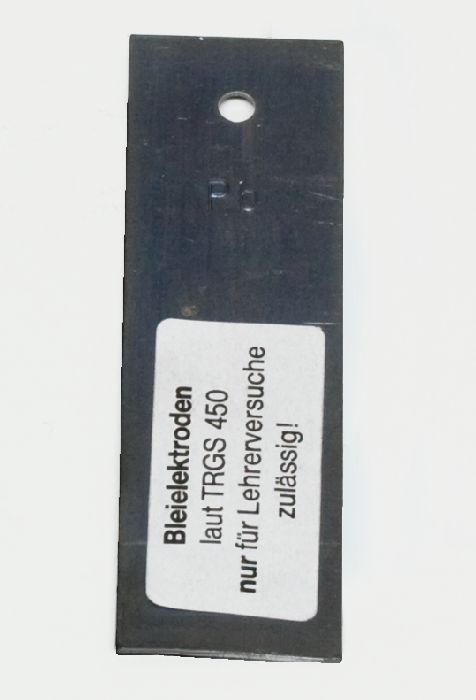 Pb
Bleielektroden
laut TRGS 450
nur für Lehrerversuche
zulässig!